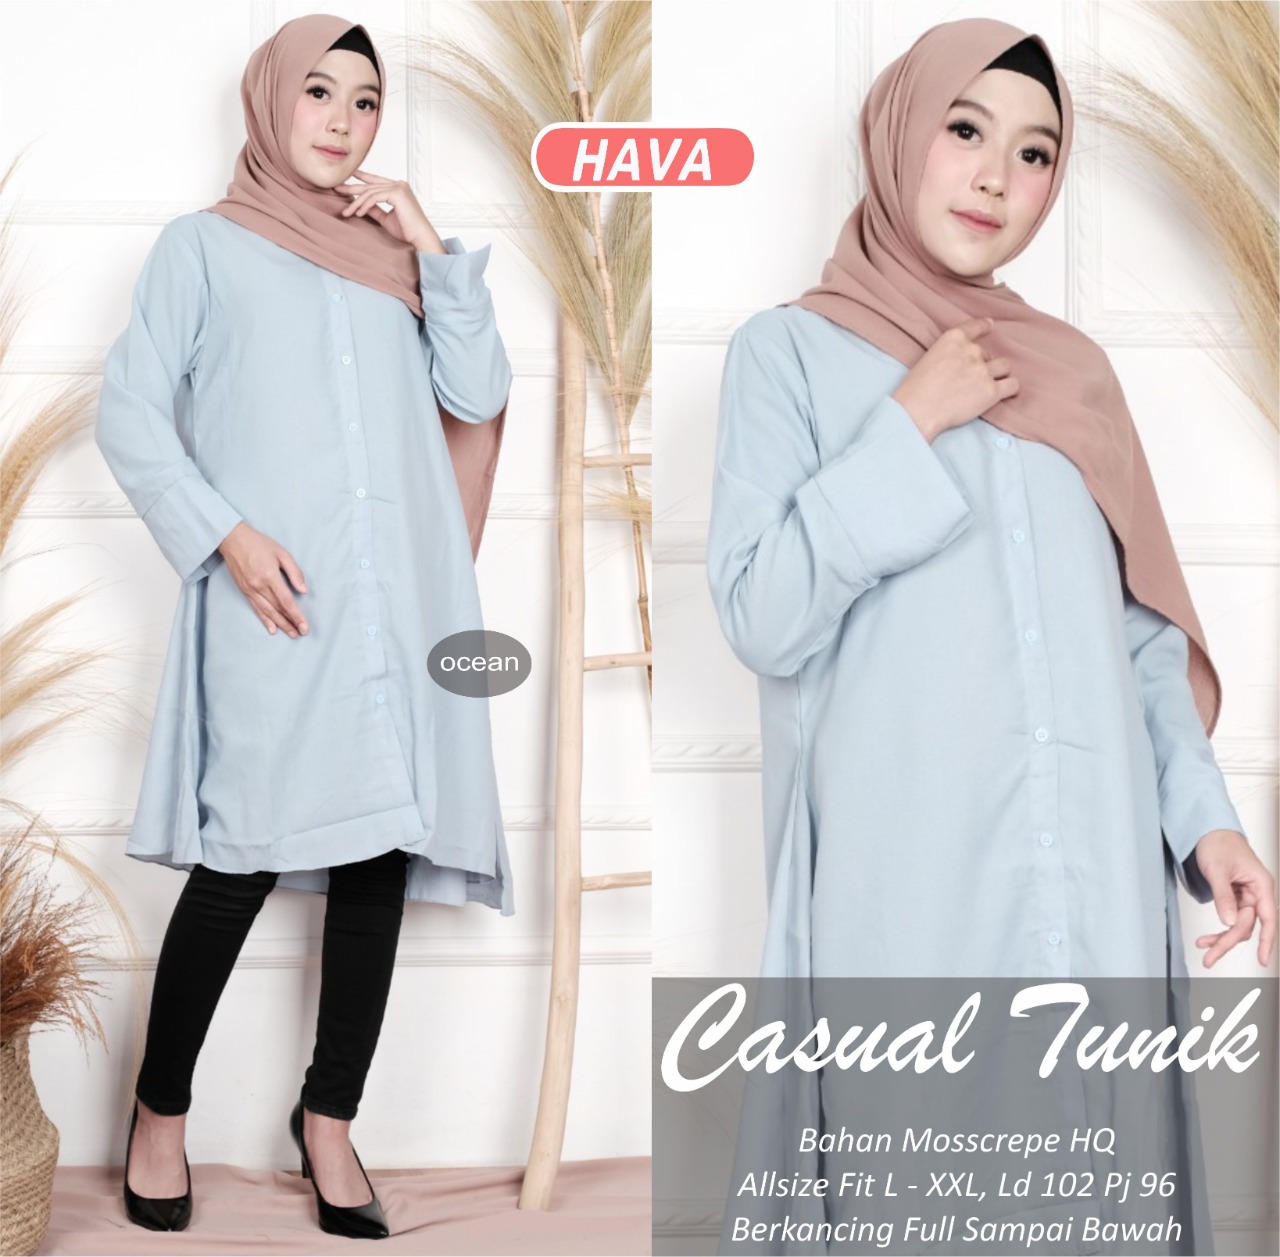 HAVA
ocean
Casual Tunik
Bahan Mosscrepe HQ
Allsize Fit L - XXL, Ld 102 Pj 96
Berkancing Full Sampai Bawah